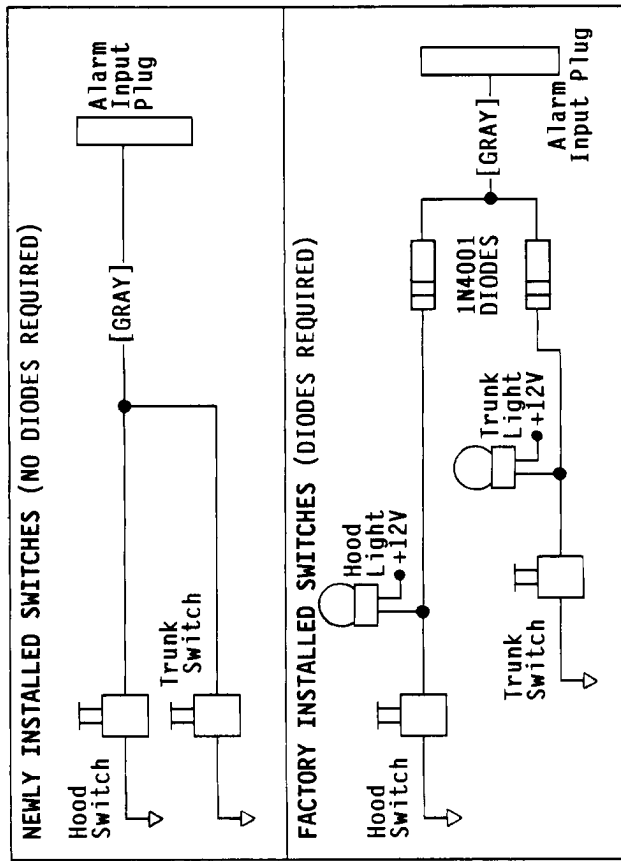 NEWLY INSTALLED SWITCHES (NO DIODES REQUIRED)
Hood
Switch
Trunk
Switch
[GRAY]
Alarm
Input
Plug
FACTORY INSTALLED SWITCHES (DIODES REQUIRED)
Hood
Switch
Hood
Light
+12V
Trunk
Switch
Trunk
Light
+12V
1N4001
DIODES
[GRAY]
Alarm
Input Plug